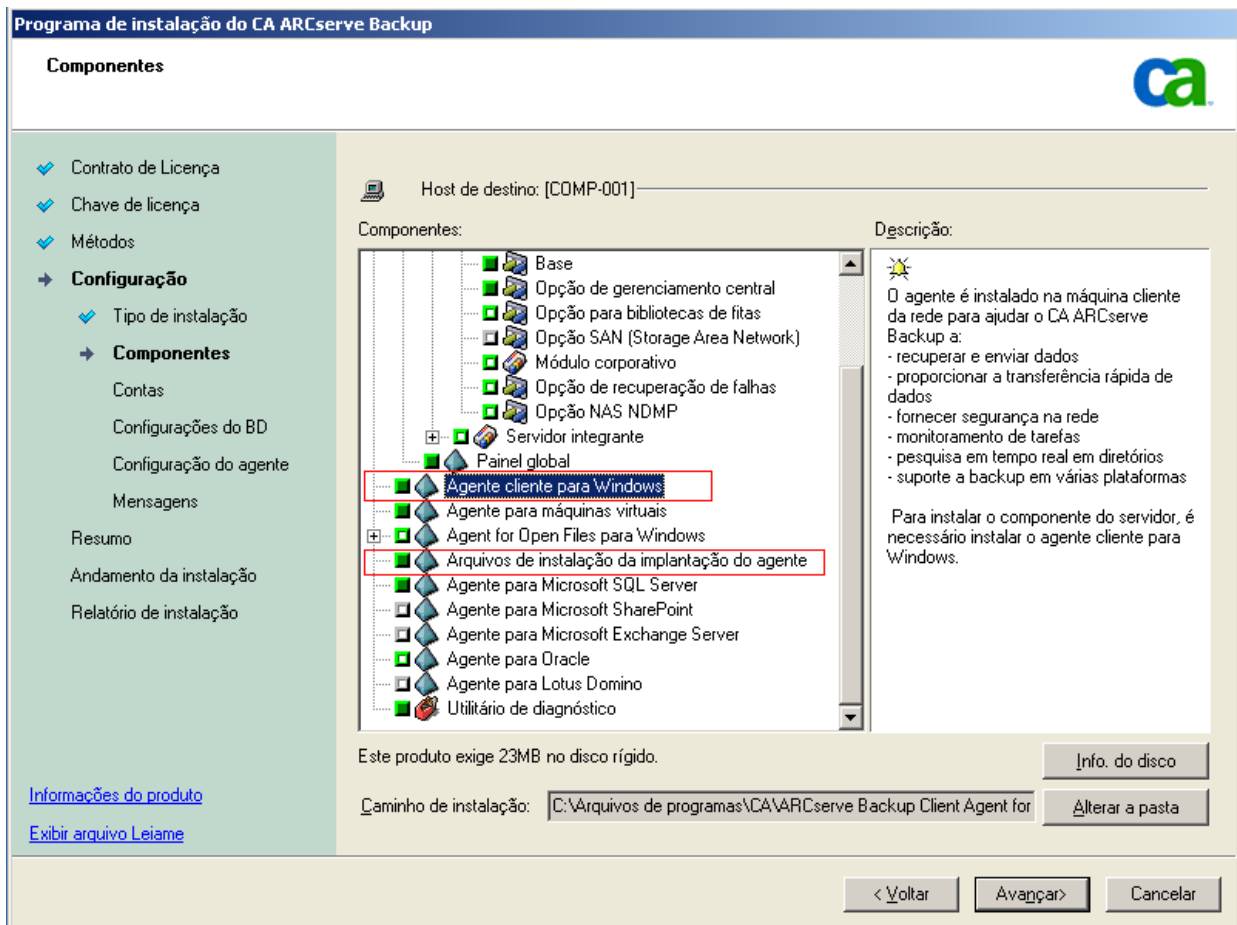 Programa de instalação do CA ARCserve Backup
Componentes
ca
Contrato de Licença
Chave de licença
Métodos
Configuração
Tipo de instalação
Componentes
Contas
Configurações do BD
Configuração do agente
Mensagens
Resumo
Andamento da instalação
Relatório de instalação
Informações do produto
Exibir arquivo Leiame
Host de destino: [COMP-001]
Componentes:
Base
Opção de gerenciamento central
Opção para bibliotecas de fitas
Opção SAN (Storage Area Network)
Módulo corporativo
Opção de recuperação de falhas
Opção NAS NDMP
Servidor integrante
Painel global
Agente cliente para Windows
Agente para máquinas virtuais
Agent for Open Files para Windows
Arquivos de instalação da implantação do agente
Agente para Microsoft SQL Server
Agente para Microsoft SharePoint
Agente para Microsoft Exchange Server
Agente para Oracle
Agente para Lotus Domino
Utilitário de diagnóstico
Descrição:
O agente é instalado na máquina cliente
da rede para ajudar o CA ARCserve
Backup a:
- recuperar e enviar dados
- proporcionar a transferência rápida de
dados
- fornecer segurança na rede
- monitoramento de tarefas
- pesquisa em tempo real em diretórios
- suporte a backup em várias plataformas
Para instalar o componente do servidor, é
necessário instalar o agente cliente para
Windows.
Este produto exige 23MB no disco rígido.
Info. do disco
Caminho de instalação: C:\Arquivos de programas\CA\ARCserve Backup Client Agent for
Alterar a pasta
< Voltar
Avançar>
Cancelar